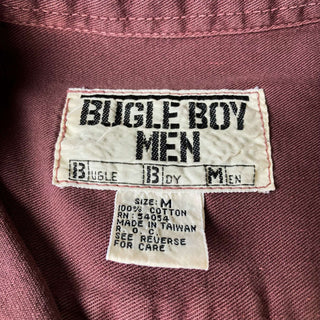 BUGLE BOY
MEN
BUGLE BOY MEN
SIZE: M
100% COTTON
RN: 54054
MADE IN TAIWAN
R. O. C.
SEE REVERSE
FOR CARE